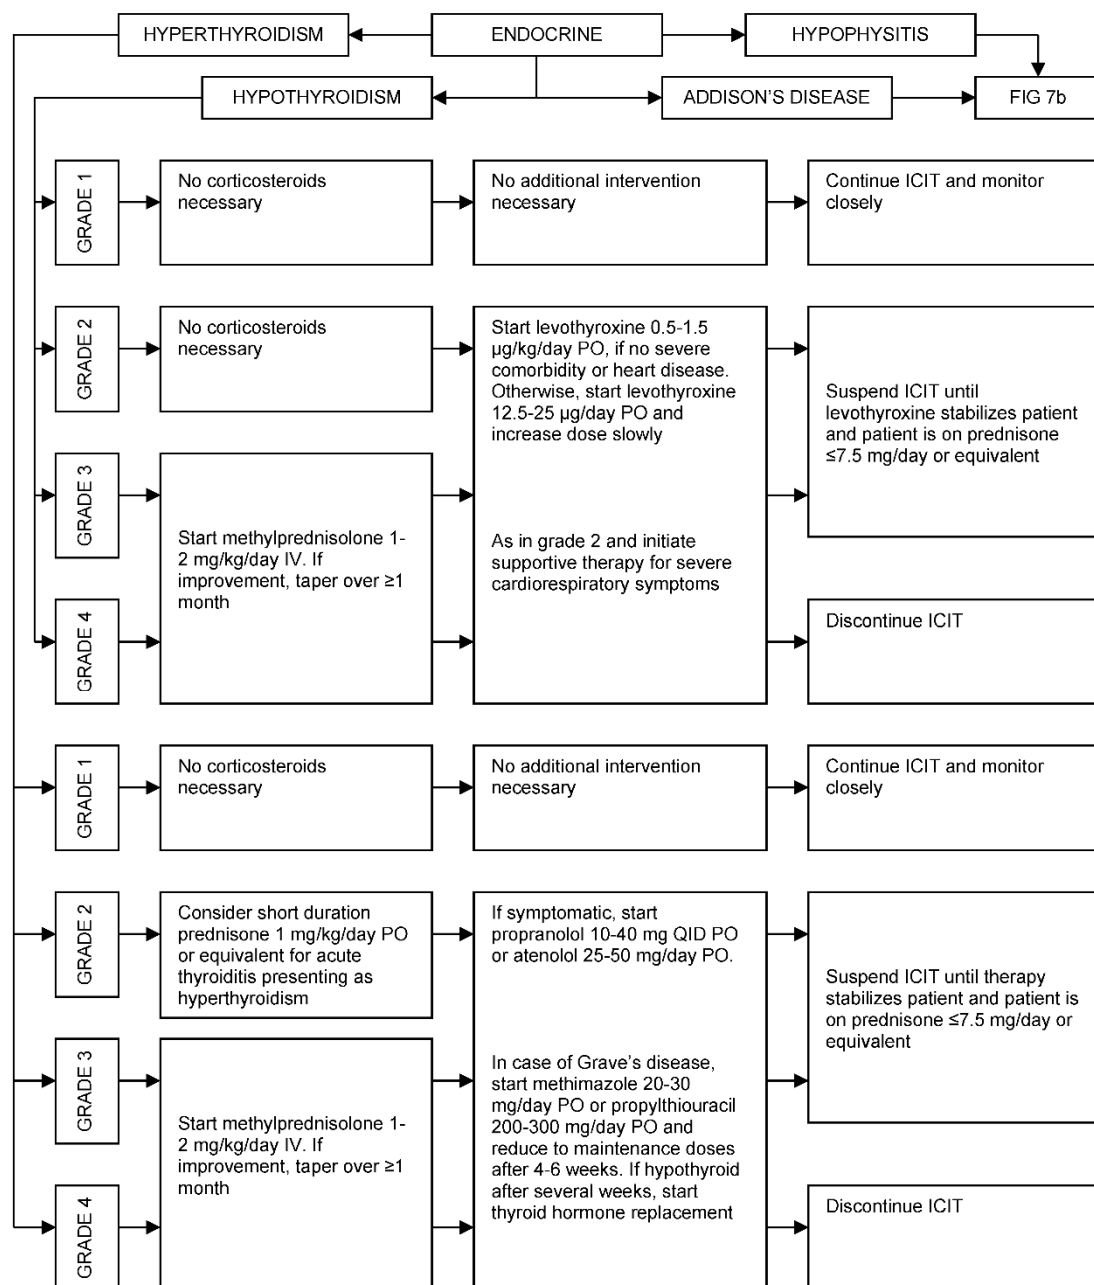 HYPERTHYROIDISM
ENDOCRINE
HYPOPHYSITIS
HYPOTHYROIDISM
ADDISON'S DISEASE
FIG 7b
GRADE 1
No corticosteroids
necessary
No additional intervention
necessary
Continue ICIT and monitor
closely
GRADE 2
No corticosteroids
necessary
Start levothyroxine 0.5-1.5
µg/kg/day PO, if no severe
comorbidity or heart disease.
Otherwise, start levothyroxine
12.5-25 µg/day PO and
increase dose slowly
Suspend ICIT until
levothyroxine stabilizes patient
and patient is on prednisone
≤7.5 mg/day or equivalent
GRADE 3
Start methylprednisolone 1-
2 mg/kg/day IV. If
improvement, taper over ≥1
month
As in grade 2 and initiate
supportive therapy for severe
cardiorespiratory symptoms
GRADE 4
Discontinue ICIT
GRADE 1
No corticosteroids
necessary
No additional intervention
necessary
Continue ICIT and monitor
closely
GRADE 2
Consider short duration
prednisone 1 mg/kg/day PO
or equivalent for acute
thyroiditis presenting as
hyperthyroidism
If symptomatic, start
propranolol 10-40 mg QID PO
or atenolol 25-50 mg/day PO.
Suspend ICIT until therapy
stabilizes patient and patient is
on prednisone ≤7.5 mg/day or
equivalent
GRADE 3
Start methylprednisolone 1-
2 mg/kg/day IV. If
improvement, taper over ≥1
month
In case of Grave's disease,
start methimazole 20-30
mg/day PO or propylthiouracil
200-300 mg/day PO and
reduce to maintenance doses
after 4-6 weeks. If hypothyroid
after several weeks, start
thyroid hormone replacement
GRADE 4
Discontinue ICIT